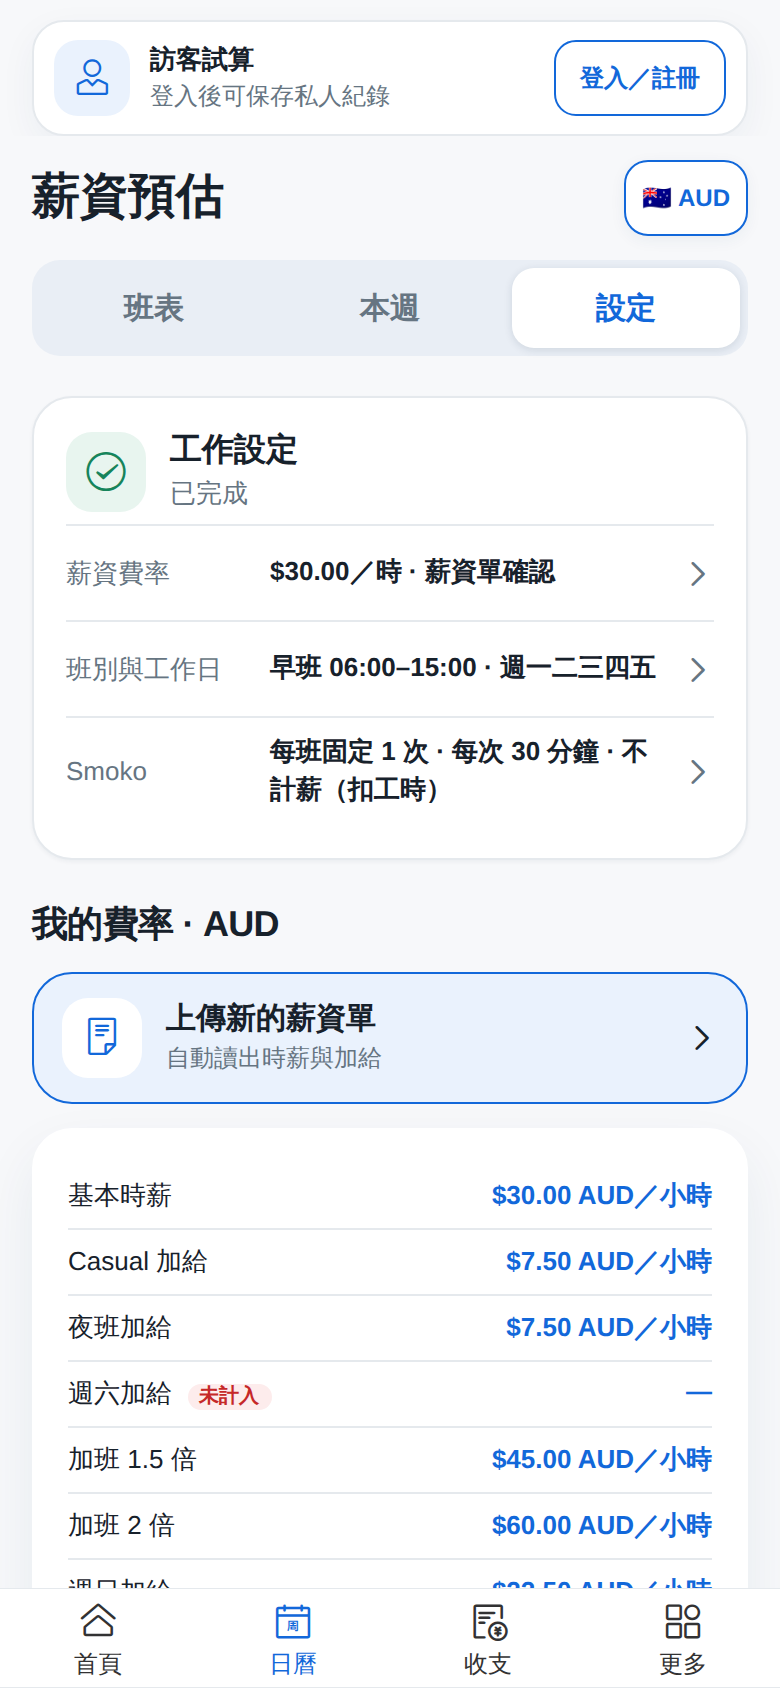 訪客試算
登入後可保存私人紀錄
登入／註冊
薪資預估
🇦🇺 AUD
班表
本週
設定
工作設定
已完成
薪資費率
$30.00／時 · 薪資單確認
班別與工作日
早班 06:00–15:00 · 週一二三四五
Smoko
每班固定 1 次 · 每次 30 分鐘 · 不
計薪（扣工時）
我的費率 · AUD
上傳新的薪資單
自動讀出時薪與加給
基本時薪
$30.00 AUD／小時
Casual 加給
$7.50 AUD／小時
夜班加給
$7.50 AUD／小時
週六加給
未計入
—
加班 1.5 倍
$45.00 AUD／小時
加班 2 倍
$60.00 AUD／小時
周
¥
首頁
日曆
收支
更多